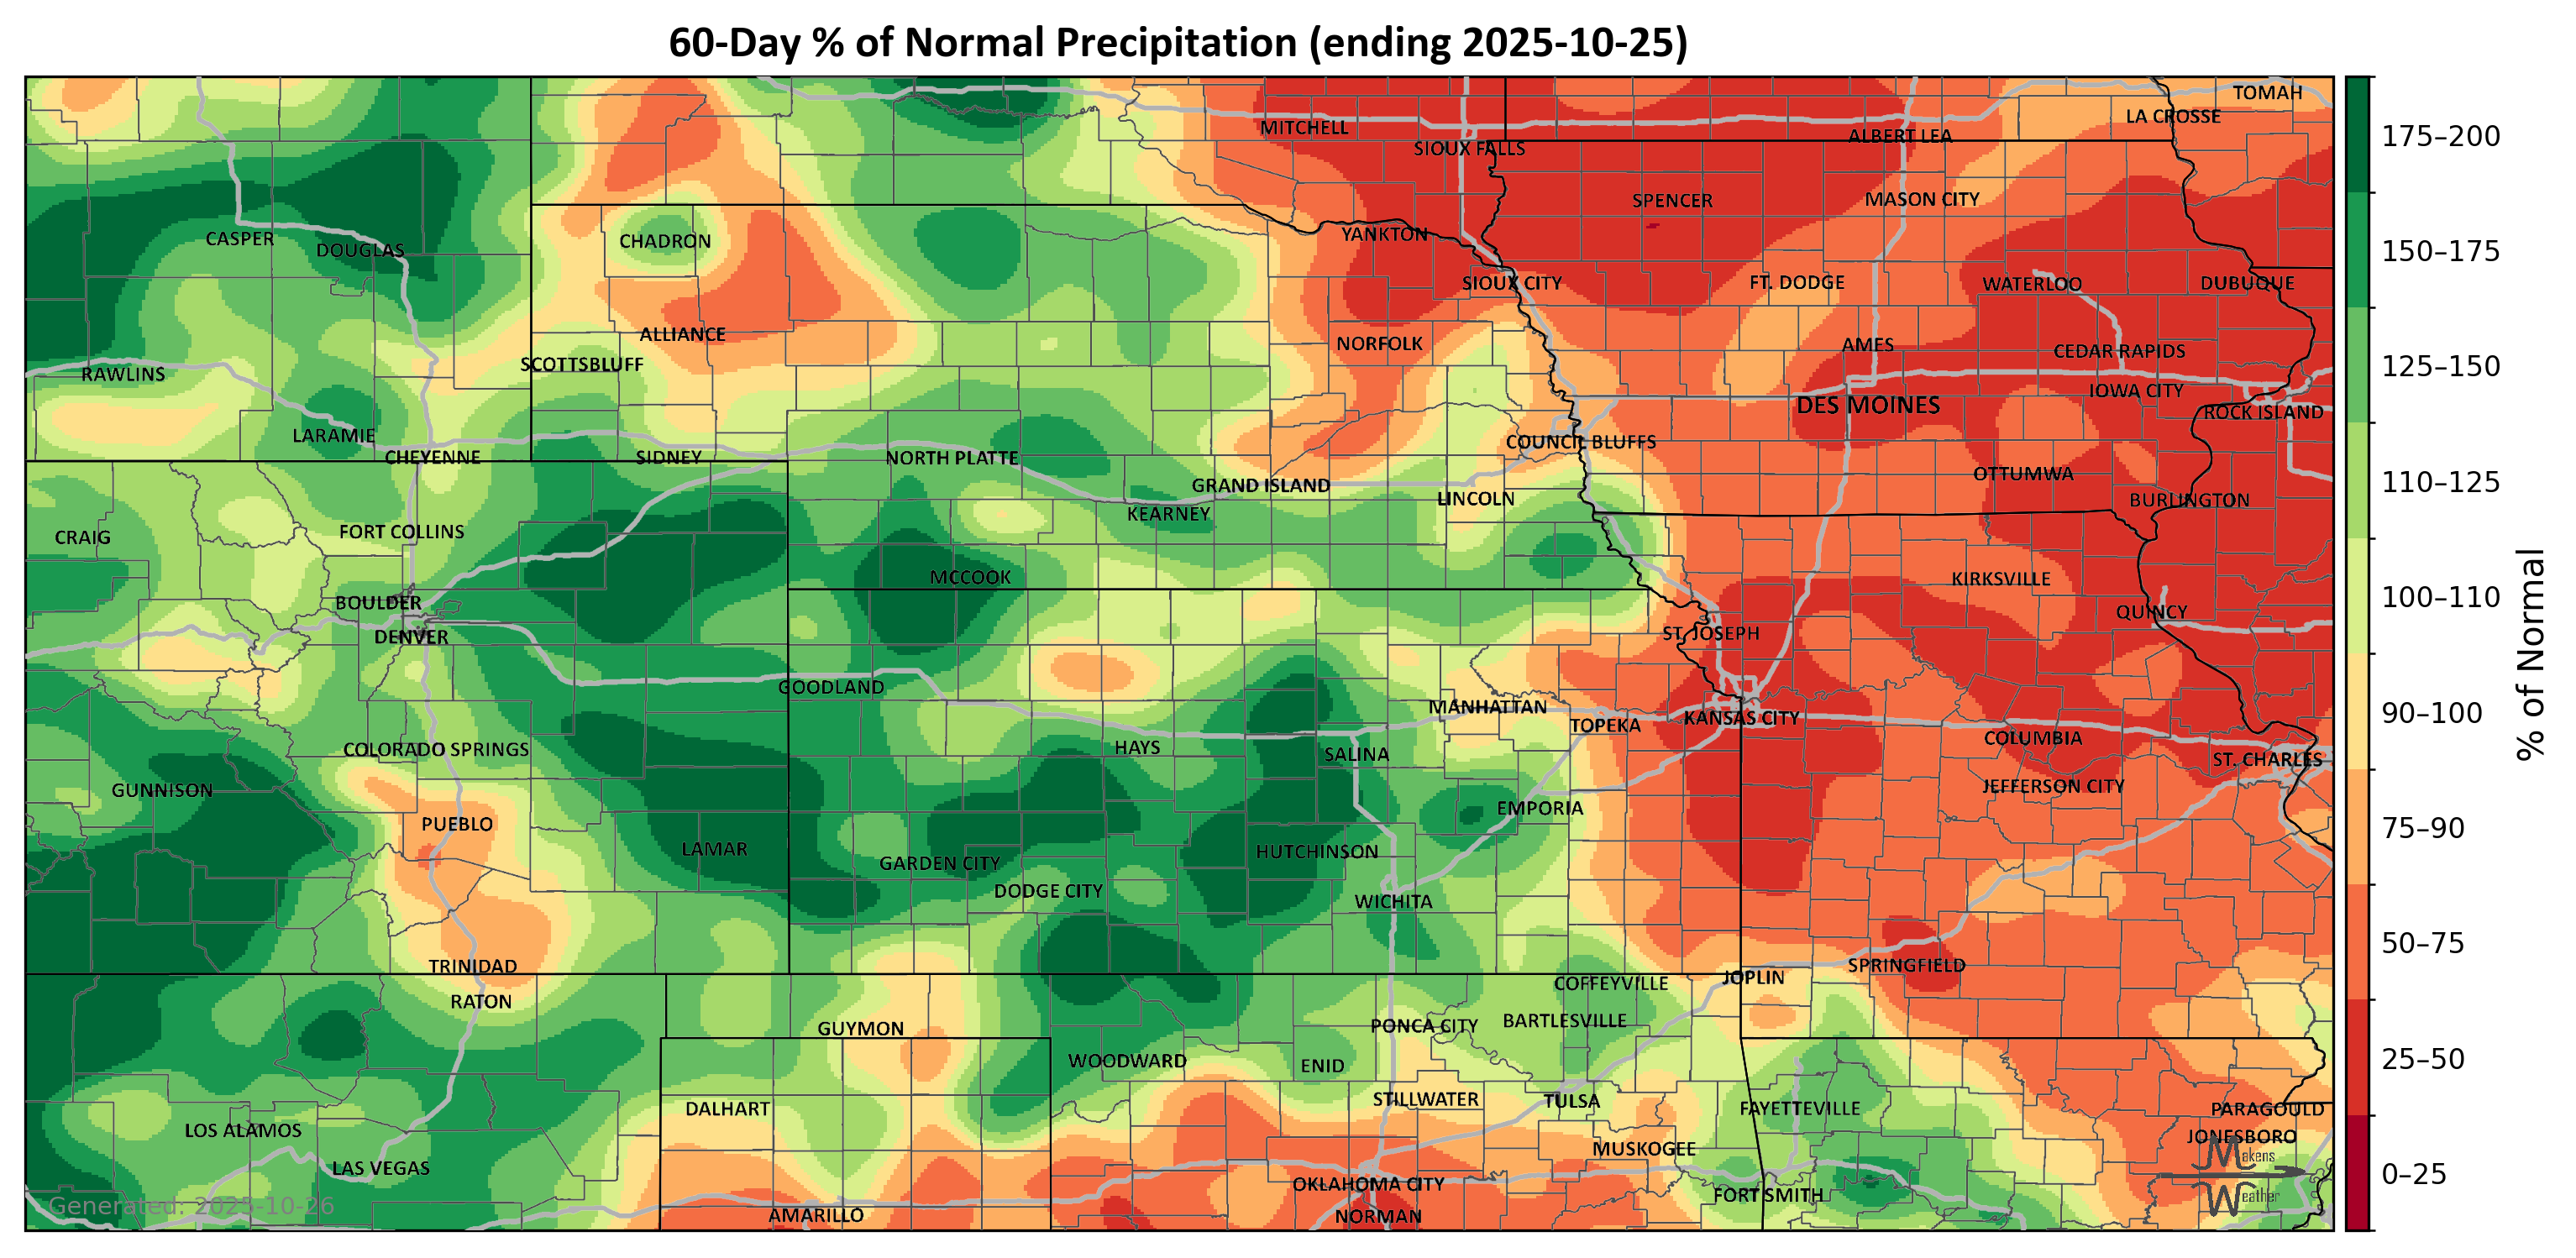 60-Day % of Normal Precipitation (ending 2025-10-25)
TOMAH
LA CROSSE
MITCHELL
ALBERT LEA
SIOUX FALLS
SPENCER
MASON CITY
CASPER
DOUGLAS
CHADRON
YANKTON
SIOUX CITY
FT. DODGE
WATERLOO
DUBUQUE
ALLIANCE
NORFOLK
AMES
CEDAR RAPIDS
SCOTTSBLUFF
RAWLINS
IOWA CITY
DES MOINES
ROCK ISLAND
LARAMIE
COUNCIL BLUFFS
CHEYENNE
SIDNEY
NORTH PLATTE
OTTUMWA
GRAND ISLAND
LINCOLN
BURLINGTON
KEARNEY
CRAIG
FORT COLLINS
MCCOOK
KIRKSVILLE
BOULDER
QUINCY
DENVER
ST. JOSEPH
GOODLAND
MANHATTAN
TOPEKA
KANSAS CITY
COLUMBIA
COLORADO SPRINGS
HAYS
SALINA
ST. CHARLES
GUNNISON
JEFFERSON CITY
EMPORIA
PUEBLO
LAMAR
GARDEN CITY
HUTCHINSON
DODGE CITY
WICHITA
TRINIDAD
SPRINGFIELD
JOPLIN
COFFEYVILLE
RATON
GUYMON
PONCA CITY
BARTLESVILLE
WOODWARD
ENID
STILLWATER
TULSA
DALHART
FAYETTEVILLE
PARAGOULD
LOS ALAMOS
JONESBORO
MUSKOGEE
LAS VEGAS
OKLAHOMA CITY
FORT SMITH
AMARILLO
NORMAN
Generated: 2025-10-26
Makens
Weather
175–200
150–175
125–150
110–125
100–110
90–100
75–90
50–75
25–50
0–25
% of Normal